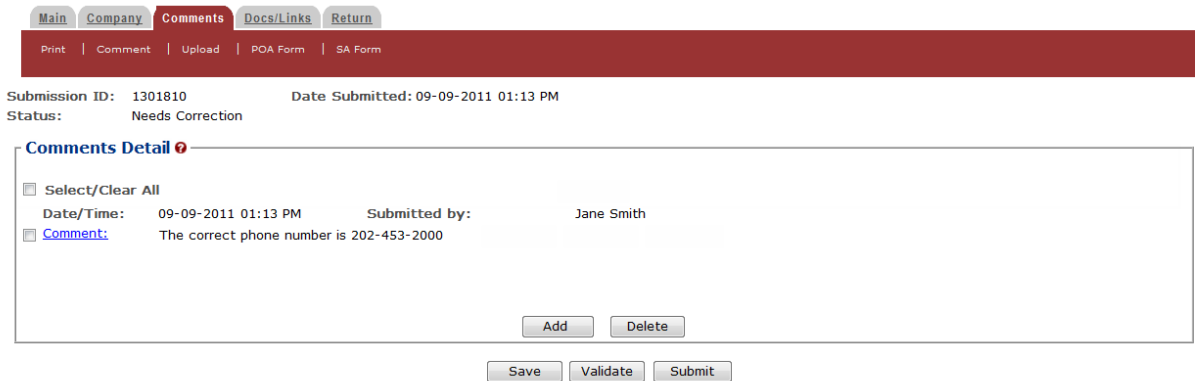 Main Company Comments Docs/Links Return
Print | Comment | Upload | POA Form | SA Form
Submission ID: 1301810 Date Submitted: 09-09-2011 01:13 PM
Status: Needs Correction
Comments Detail ?
Select/Clear All
Date/Time: 09-09-2011 01:13 PM Submitted by: Jane Smith
Comment: The correct phone number is 202-453-2000
Add Delete
Save Validate Submit